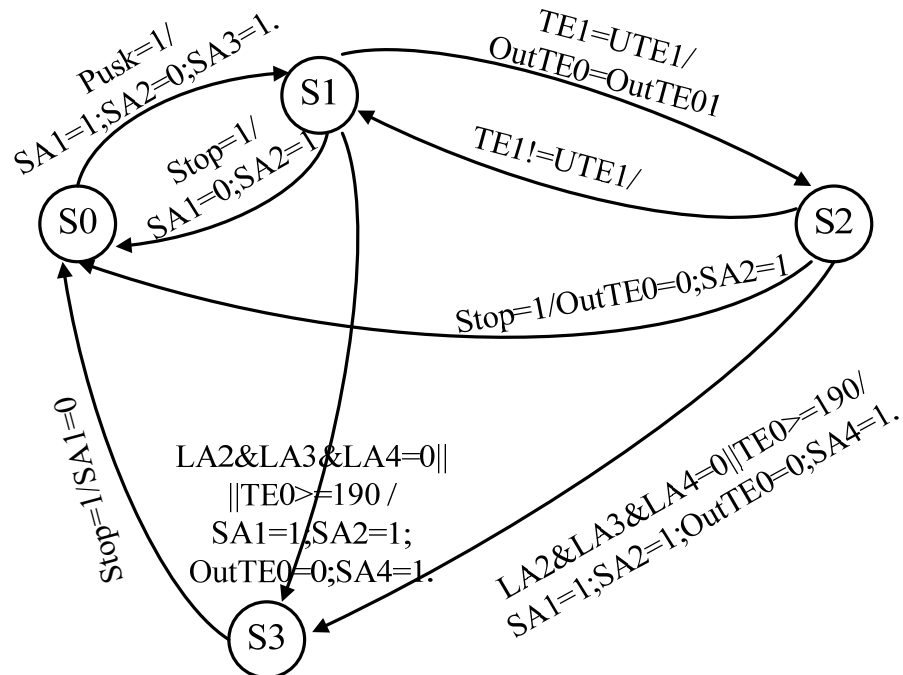 Pusk=1/
SA1=1;SA2=0;SA3=1.
S1
TE1=UTE1/
OutTE0=OutTE01
Stop=1/
SA1=0;SA2=1
TE1!=UTE1/
S0
S2
Stop=1/OutTE0=0;SA2=1
LA2&LA3&LA4=0||TE0>=190/
SA1=1;SA2=1;OutTE0=0;SA4=1.
Stop=1/SA1=0
LA2&LA3&LA4=0||
||TE0>=190 /
SA1=1;SA2=1;
OutTE0=0;SA4=1.
S3